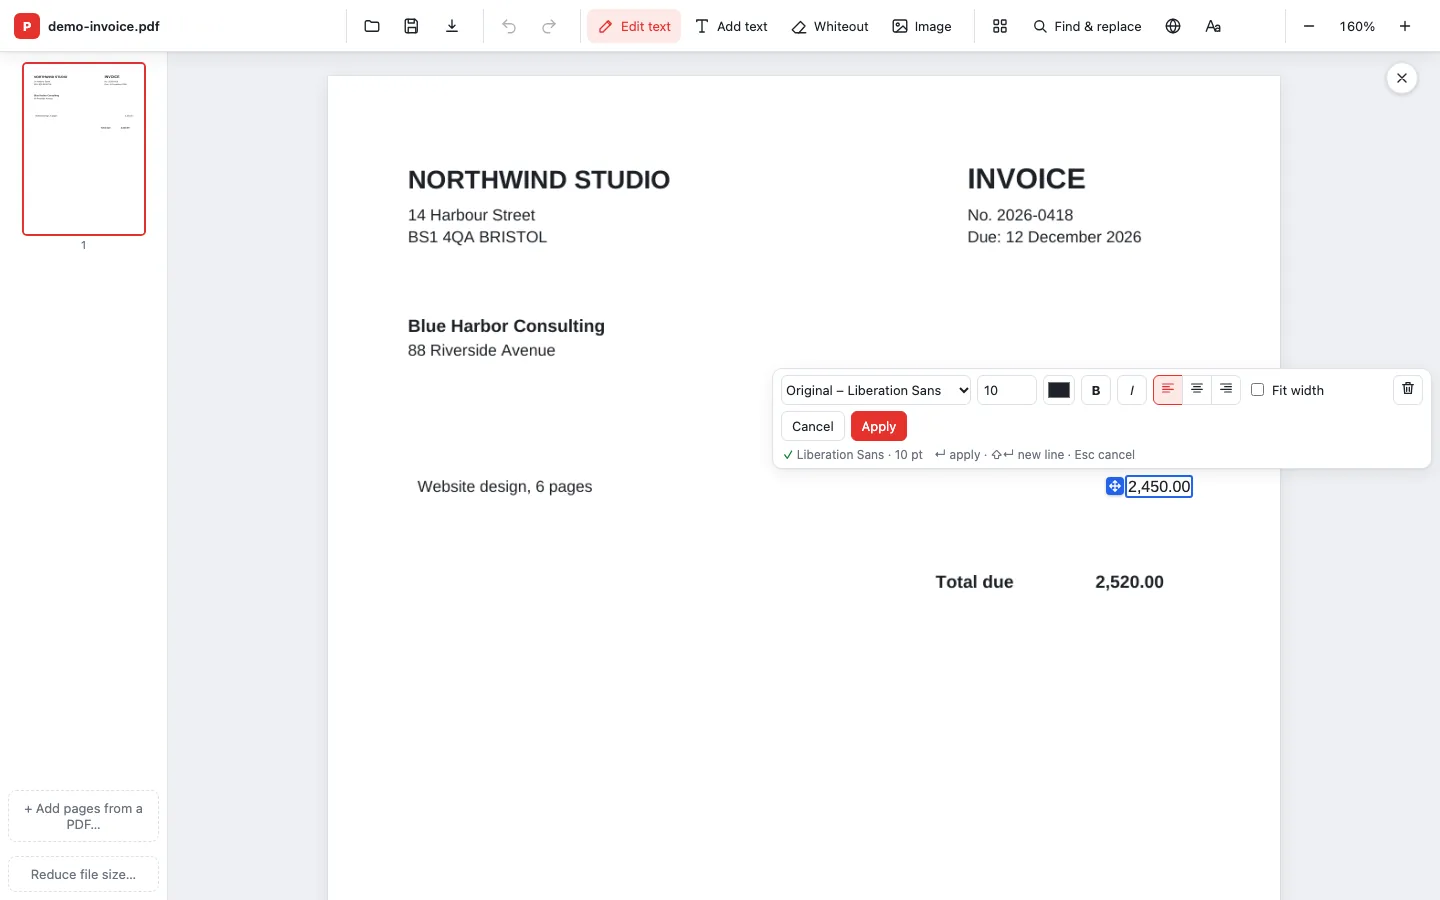 P demo-invoice.pdf
Edit text
Add text
Whiteout
Image
Find & replace
Aa
160%
1
NORTHWIND STUDIO
14 Harbour Street
BS1 4QA BRISTOL
INVOICE
No. 2026-0418
Due: 12 December 2026
Blue Harbor Consulting
88 Riverside Avenue
Original – Liberation Sans
10
B
I
Fit width
Cancel
Apply
✓ Liberation Sans · 10 pt ↵ apply · ⇧↵ new line · Esc cancel
Website design, 6 pages
2,450.00
Total due
2,520.00
+ Add pages from a
PDF...
Reduce file size...